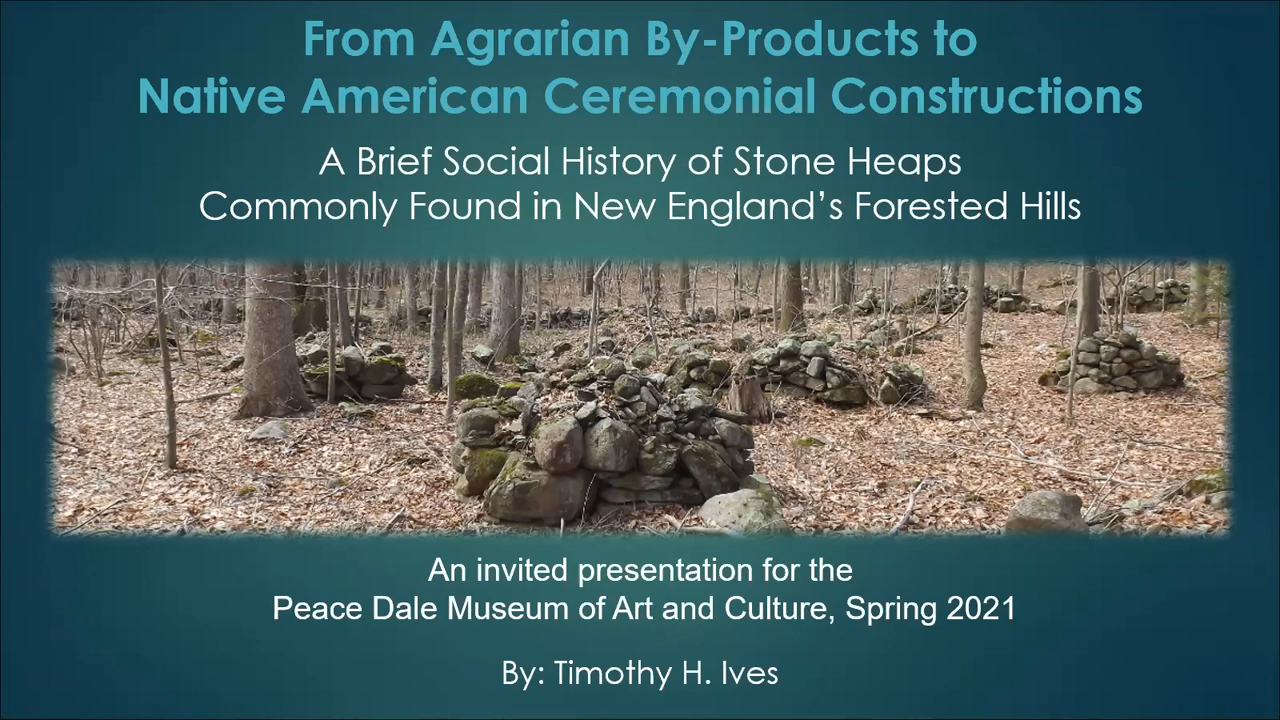 From Agrarian By-Products to
Native American Ceremonial Constructions
A Brief Social History of Stone Heaps
Commonly Found in New England’s Forested Hills
An invited presentation for the
Peace Dale Museum of Art and Culture, Spring 2021
By: Timothy H. Ives